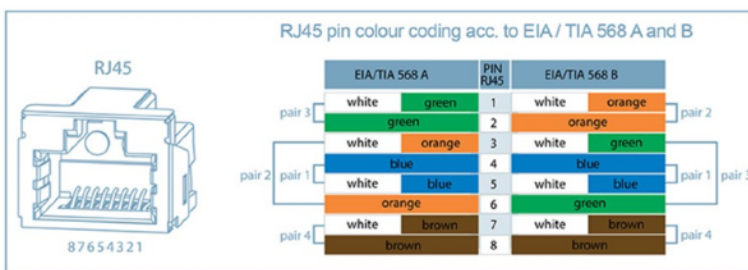 RJ45 pin colour coding acc. to EIA / TIA 568 A and B
RJ45
87654321
EIA/TIA 568 A PIN RJ45 EIA/TIA 568 B
pair 3 white green 1 white orange pair 2
green 2 orange
white orange 3 white green
pair 2 pair 1 blue 4 blue pair 1 pair 3
white blue 5 white blue
orange 6 green
pair 4 white brown 7 white brown pair 4
brown 8 brown